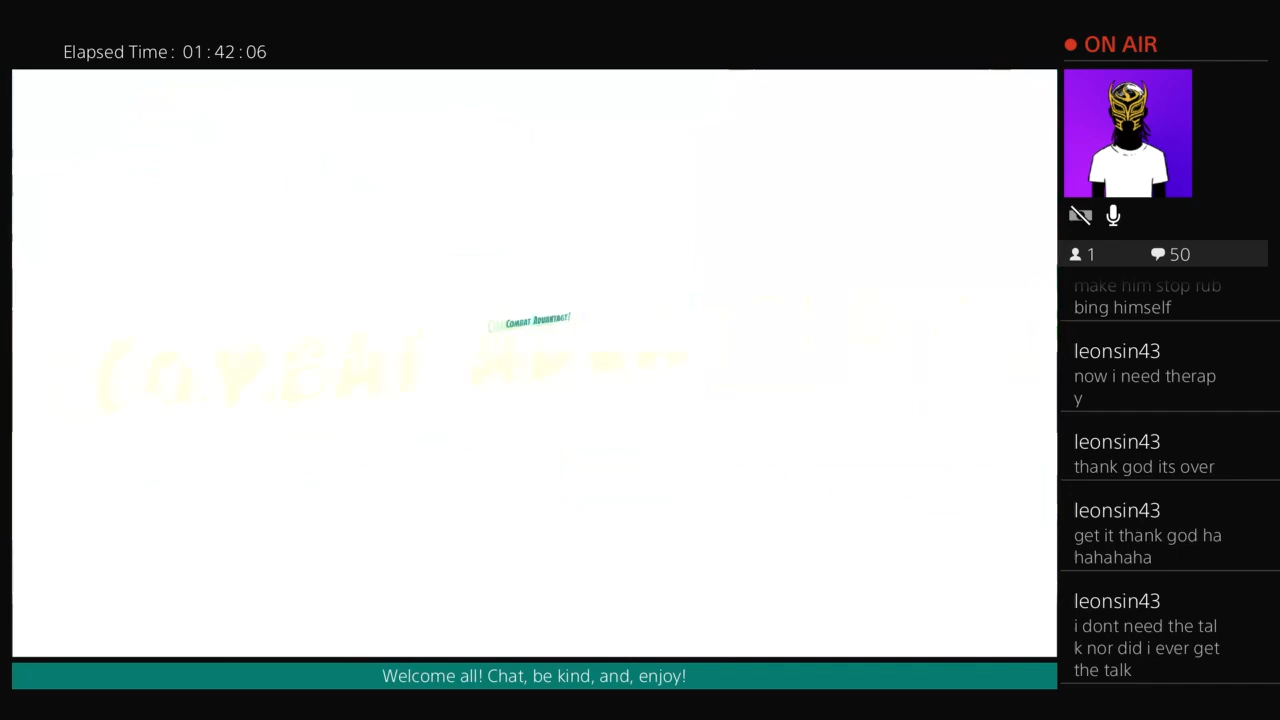 Elapsed Time: 01:42:06
ON AIR
1 50
make him stop rub
bing himself
leonsin43
now i need therap
y
leonsin43
thank god its over
leonsin43
get it thank god ha
hahahaha
leonsin43
i dont need the tal
k nor did i ever get
the talk
COMBAT ADVANTAGE!
Welcome all! Chat, be kind, and, enjoy!